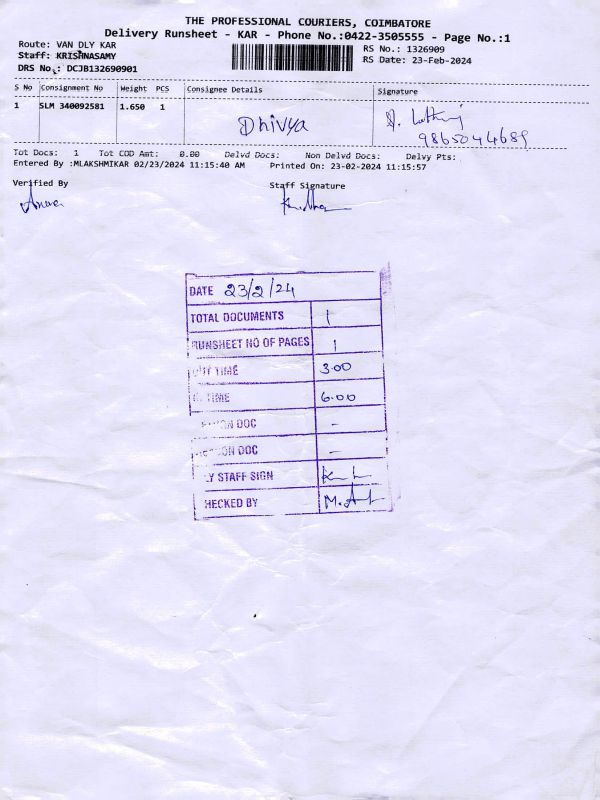 THE PROFESSIONAL COURIERS, COIMBATORE
Delivery Runsheet - KAR - Phone No.:0422-3505555 - Page No.:1
Route: VAN DLY KAR
Staff: KRISHNASAMY
DRS No.: DCJB132690901
RS No.: 1326909
RS Date: 23-Feb-2024
S No Consignment No Weight PCS Consignee Details Signature
1 SLM 340092581 1.650 1 Dhivya
9865044689
Tot Docs: 1 Tot COD Amt: 0.00 Delvd Docs: Non Delvd Docs: Delvy Pts:
Entered By :MLAKSHMIKAR 02/23/2024 11:15:40 AM Printed On: 23-02-2024 11:15:57
Verified By Staff Signature
DATE 23/2/24
TOTAL DOCUMENTS 1
RUNSHEET NO OF PAGES 1
TIME 3.00
TIME 6.00
DOC -
DOC -
LY STAFF SIGN
HECKED BY